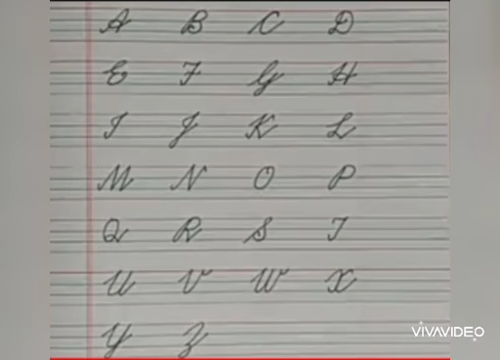 A B C D
E F G H
I J K L
M N O P
Q R S T
U V W X
Y Z
VIVAVIDEO